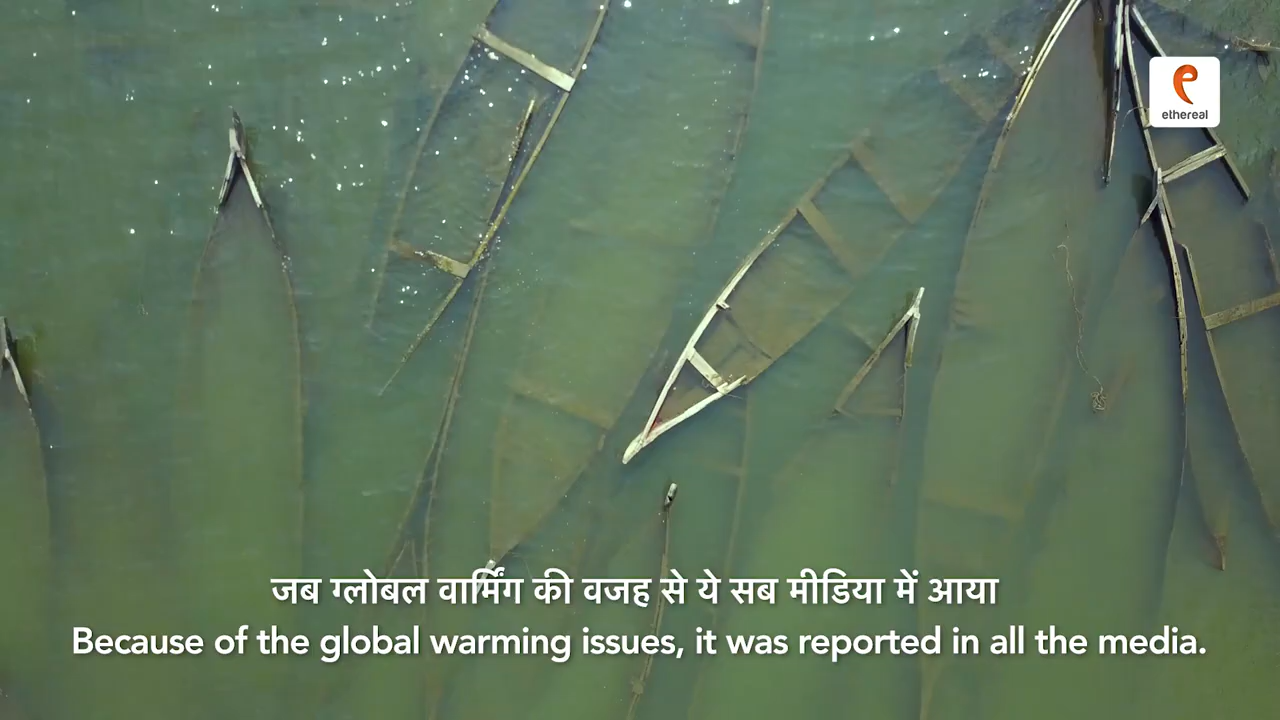 ethereal
जब ग्लोबल वार्मिंग की वजह से ये सब मीडिया में आया
Because of the global warming issues, it was reported in all the media.